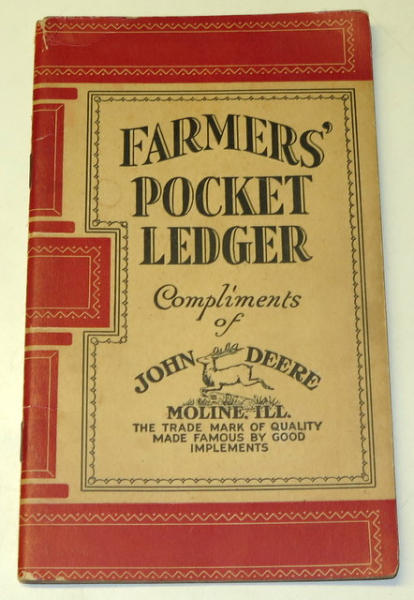 FARMERS'
POCKET
LEDGER
Compliments
of
JOHN DEERE
MOLINE, ILL.
THE TRADE MARK OF QUALITY
MADE FAMOUS BY GOOD
IMPLEMENTS